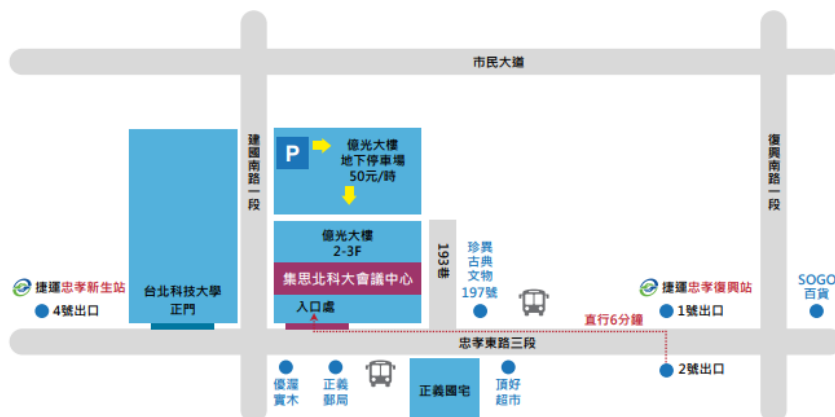 市民大道
建國南路一段
復興南路一段
P
億光大樓
地下停車場
50元/時
億光大樓
2-3F
集思北科大會議中心
入口處
193巷
珍異
古典
文物
197號
捷運忠孝新生站
4號出口
台北科技大學
正門
捷運忠孝復興站
1號出口
SOGO
百貨
直行6分鐘
忠孝東路三段
2號出口
優渥
實木
正義
郵局
正義國宅
頂好
超市